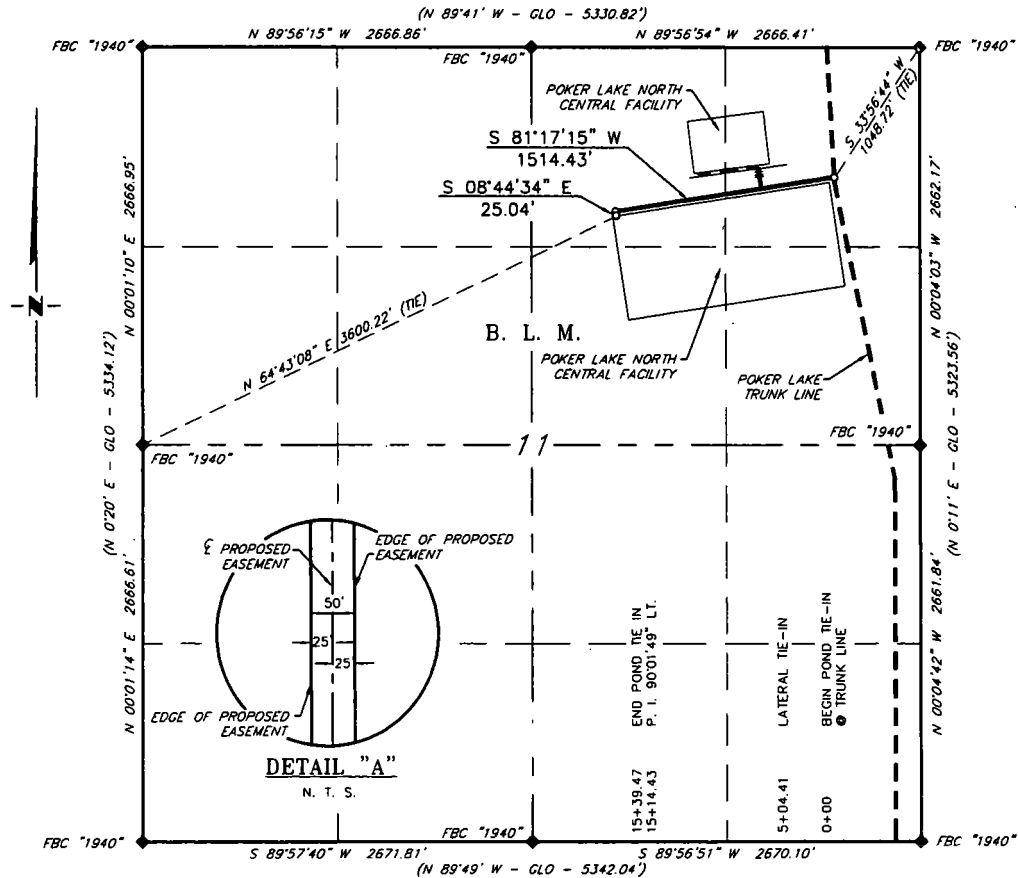 (N 89°41' W - GLO - 5330.82')
N 89°56'15" W 2666.86'
N 89°56'54" W 2666.41'
FBC "1940"
FBC "1940"
FBC "1940"
POKER LAKE NORTH
CENTRAL FACILITY
S 33°56'44" W
1048.72' (TIE)
S 81°17'15" W
1514.43'
S 08°44'34" E
25.04'
N 00°01'10" E 2666.95'
N 00°04'03" W 2662.17'
N
N 64°43'08" E 3600.22' (TIE)
B. L. M.
POKER LAKE NORTH
CENTRAL FACILITY
POKER LAKE
TRUNK LINE
(N 0°20' E - GLO - 5334.12')
(N 0°11' E - GLO - 5323.56')
FBC "1940"
11
FBC "1940"
℄ PROPOSED
EASEMENT
EDGE OF PROPOSED
EASEMENT
50'
25'
25'
EDGE OF PROPOSED
EASEMENT
DETAIL "A"
N. T. S.
N 00°01'14" E 2666.61'
N 00°04'42" W 2661.84'
15+39.47 END POND TIE IN
15+14.43 P. I. 90°01'49" LT.
5+04.41 LATERAL TIE-IN
0+00 BEGIN POND TIE-IN
@ TRUNK LINE
FBC "1940"
FBC "1940"
FBC "1940"
S 89°57'40" W 2671.81'
S 89°56'51" W 2670.10'
(N 89°49' W - GLO - 5342.04')